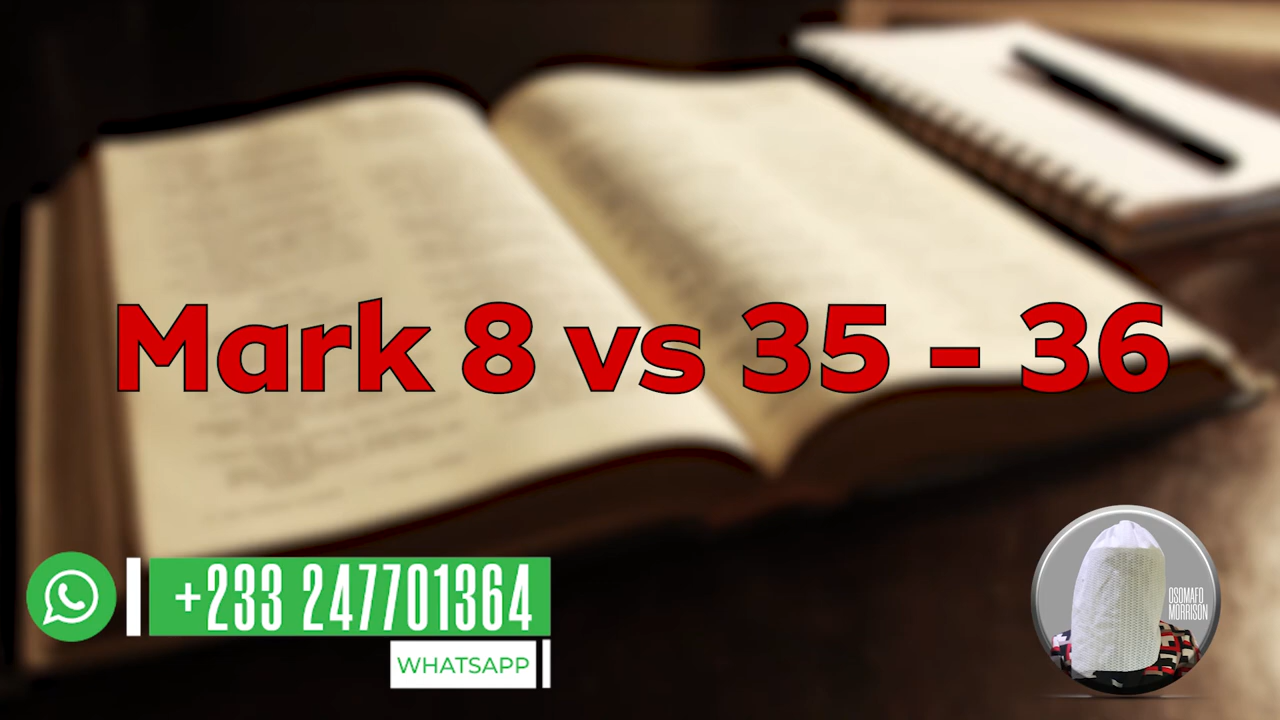 Mark 8 vs 35 - 36
+233 247701364
WHATSAPP
OSOMAFO
MORRISON